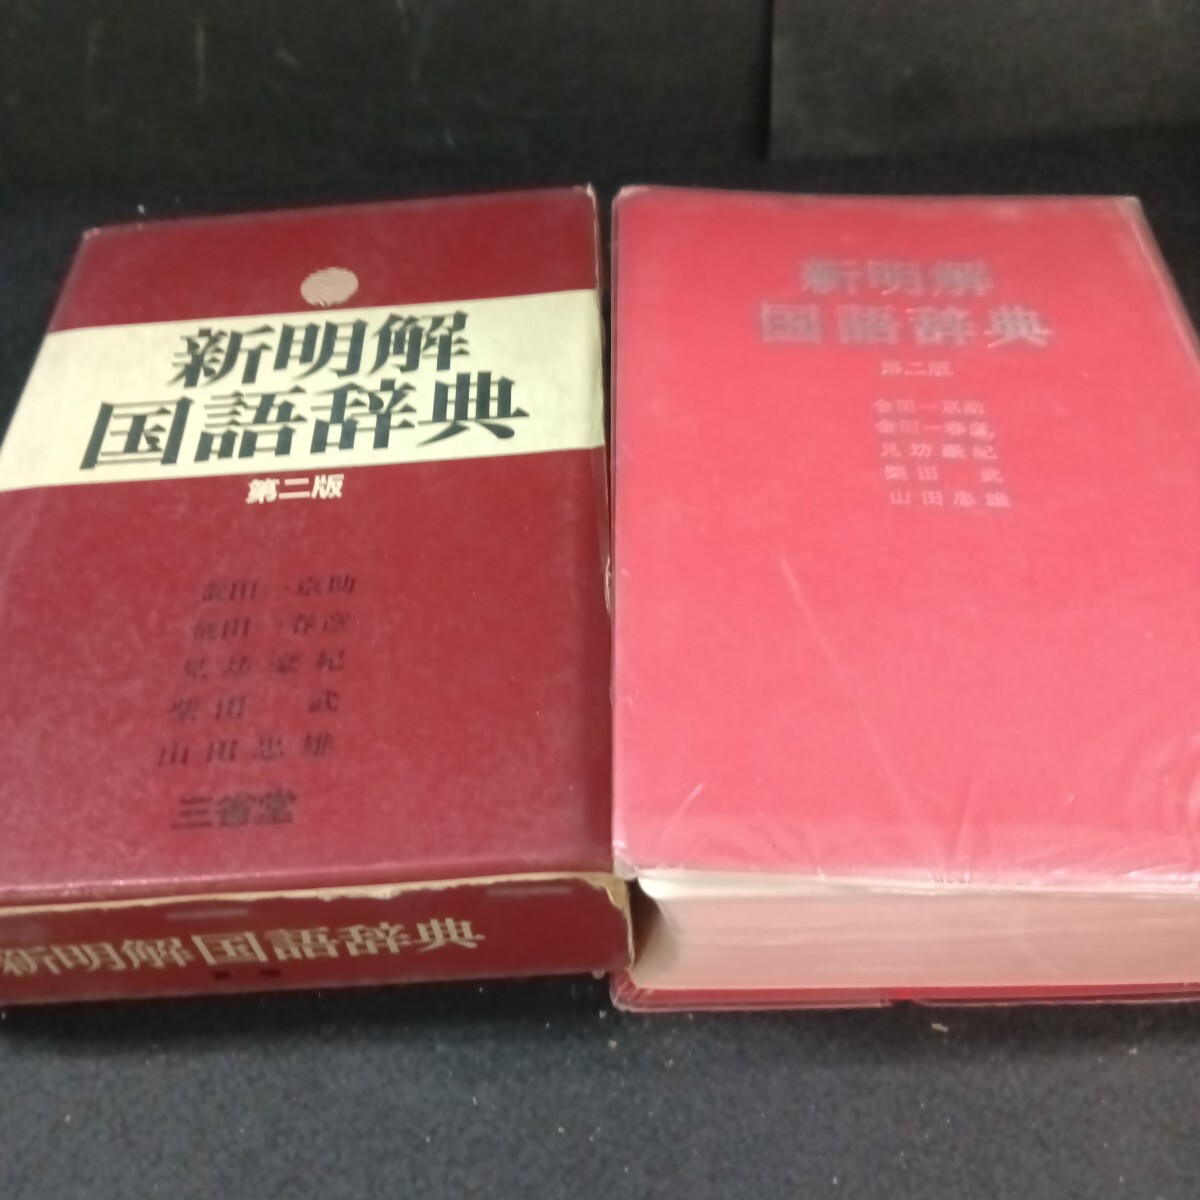 新明解
国語辞典
第二版
金田一京助
金田一春彦
見坊豪紀
柴田 武
山田忠雄
三省堂
新明解国語辞典
新明解
国語辞典
第二版
金田一京助
金田一春彦
見坊豪紀
柴田 武
山田忠雄